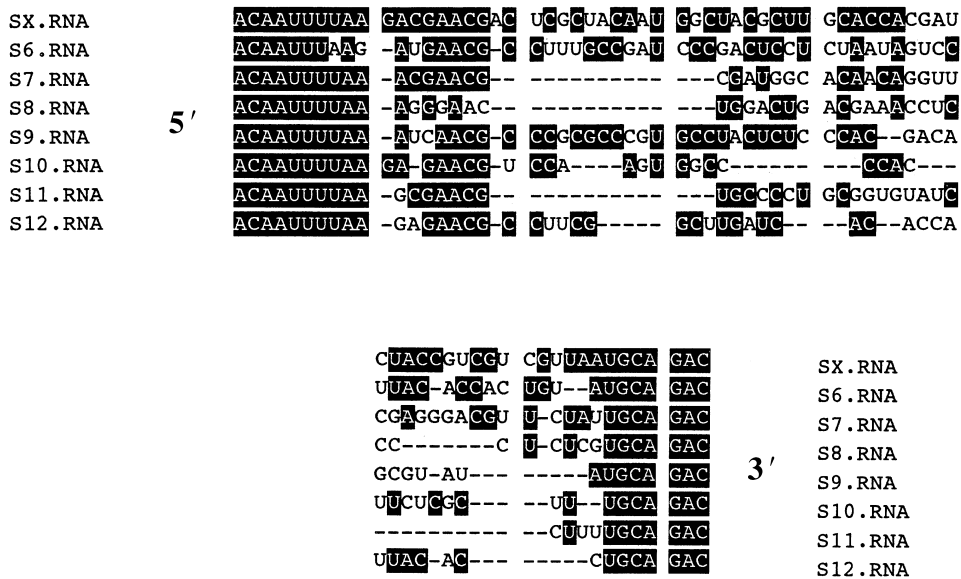 SX.RNA ACAAUUUUAA GACGAACGAC UCGCUACAAU GGCUACGCUU GCACCACGAU
S6.RNA ACAAUUUAAG -AUGAACG-C CUUUGCCGAU CCCGACUCCU CUAAUAGUCC
S7.RNA ACAAUUUUAA -ACGAACG-- ---------- --CGAUGGC ACAACAGGUU
S8.RNA ACAAUUUUAA -AGGGAAC-- ---------- --UGGACUG ACGAAACCUC
5′
S9.RNA ACAAUUUUAA -AUCAACG-C CCGCGCCCGU GCCUACUCUC CCAC--GACA
S10.RNA ACAAUUUUAA GA-GAACG-U CCA----AGU GGCC------ --CCAC---
S11.RNA ACAAUUUUAA -GCGAACG-- ---------- --UGCCCCU GCGGUGUAUC
S12.RNA ACAAUUUUAA -GAGAACG-C CUUCG----- GCUUGAUC-- --AC--ACCA
CUACCGUCGU CGUUAAUGCA GAC SX.RNA
UUAC-ACCAC UGU--AUGCA GAC S6.RNA
CGAGGGACGU U-CUAUUGCA GAC S7.RNA
CC-------C U-CUCGUGCA GAC S8.RNA
3′
GCGU-AU--- -----AUGCA GAC S9.RNA
UUCUCGC--- --UU--UGCA GAC S10.RNA
---------- --CUUUUGCA GAC S11.RNA
UUAC-AC--- -----CUGCA GAC S12.RNA